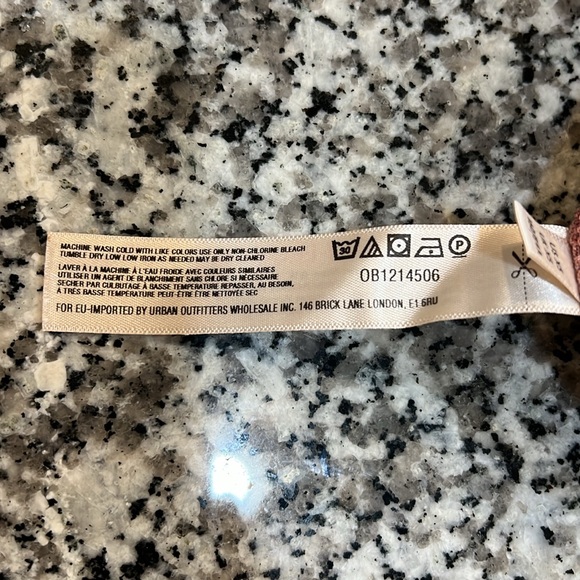 MACHINE WASH COLD WITH LIKE COLORS USE ONLY NON-CHLORINE BLEACH
TUMBLE DRY LOW LOW IRON AS NEEDED MAY BE DRY CLEANED
LAVER À LA MACHINE À L'EAU FROIDE AVEC COULEURS SIMILAIRES
UTILISER UN AGENT DE BLANCHIMENT SANS CHLORE SI NÉCESSAIRE
SECHER PAR CULBUTAGE À BASSE TEMPÉRATURE REPASSER, AU BESOIN,
À TRÈS BASSE TEMPÉRATURE PEUT-ÊTRE ÊTRE NETTOYÉE SEC
FOR EU-IMPORTED BY URBAN OUTFITTERS WHOLESALE INC. 146 BRICK LANE LONDON, E1 6RU
30
P
OB1214506